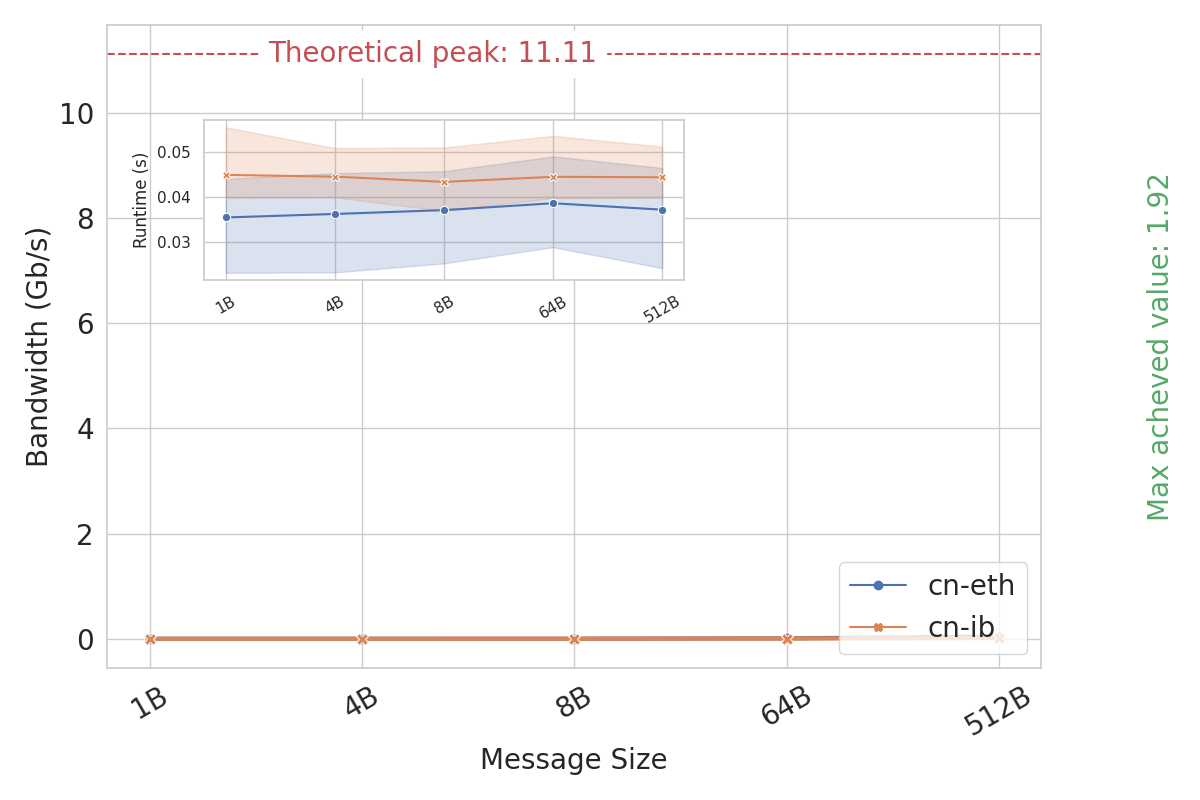 Theoretical peak: 11.11
10
8
6
4
2
0
Bandwidth (Gb/s)
0.05
0.04
0.03
Runtime (s)
1B 4B 8B 64B 512B
Max acheved value: 1.92
cn-eth
cn-ib
1B 4B 8B 64B 512B
Message Size